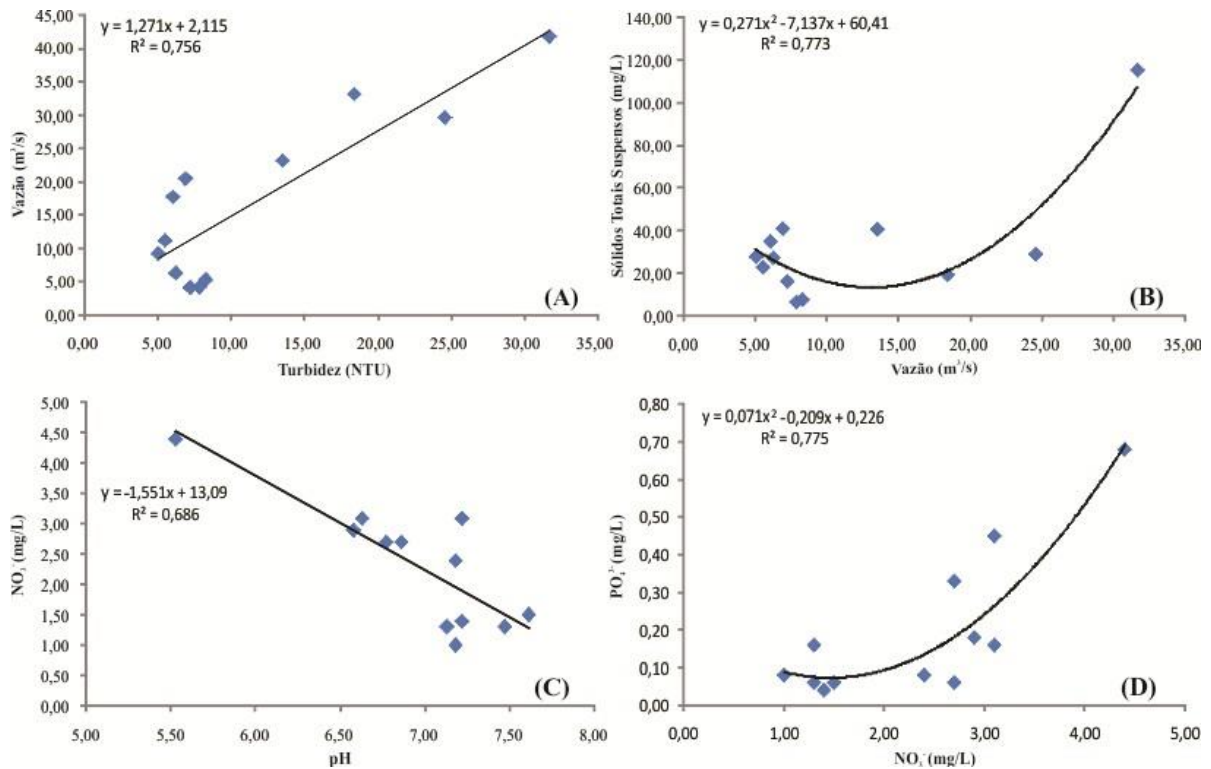 y = 1,271x + 2,115
R² = 0,756
45,00
40,00
35,00
30,00
25,00
20,00
15,00
10,00
5,00
0,00
Vazão (m³/s)
0,00 5,00 10,00 15,00 20,00 25,00 30,00 35,00
Turbidez (NTU)
(A)
y = 0,271x² -7,137x + 60,41
R² = 0,773
140,00
120,00
100,00
80,00
60,00
40,00
20,00
0,00
Sólidos Totais Suspensos (mg/L)
0,00 5,00 10,00 15,00 20,00 25,00 30,00 35,00
Vazão (m³/s)
(B)
5,00
4,50
4,00
3,50
3,00
2,50
2,00
1,50
1,00
0,50
0,00
NO₃⁻ (mg/L)
y = -1,551x + 13,09
R² = 0,686
5,00 5,50 6,00 6,50 7,00 7,50 8,00
pH
(C)
y = 0,071x² -0,209x + 0,226
R² = 0,775
0,80
0,70
0,60
0,50
0,40
0,30
0,20
0,10
0,00
PO₄³⁻ (mg/L)
0,00 1,00 2,00 3,00 4,00 5,00
NO₃⁻ (mg/L)
(D)